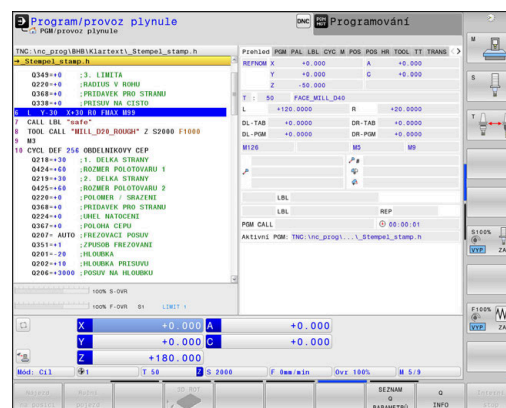 Program/provoz plynule
PGM/provoz plynule
DNC
Programování
TNC:\nc_prog\BHB\Klartext\_Stempel_stamp.h
→_Stempel_stamp.h
Q349=+0 ;3. LIMITA
Q220=+0 ;RADIUS V ROHU
Q368=+0 ;PRIDAVEK PRO STRANU
Q338=+0 ;PRISUV NA CISTO
6 L Y-30 X+30 R0 FMAX M99
7 CALL LBL "safe"
8 TOOL CALL "MILL_D20_ROUGH" Z S2000 F1000
9 M3
10 CYCL DEF 256 OBDELNIKOVY CEP
Q218=+30 ;1. DELKA STRANY
Q424=+60 ;ROZMER POLOTOVARU 1
Q219=+30 ;2. DELKA STRANY
Q425=+60 ;ROZMER POLOTOVARU 2
Q220=+0 ;POLOMER / SRAZENI
Q368=+0 ;PRIDAVEK PRO STRANU
Q224=+0 ;UHEL NATOCENI
Q367=+0 ;POLOHA CEPU
Q207= AUTO ;FREZOVACI POSUV
Q351=+1 ;ZPUSOB FREZOVANI
Q201=-20 ;HLOUBKA
Q202=+10 ;HLOUBKA PRISUVU
Q206=+3000 ;POSUV NA HLOUBKU
100% S-OVR
100% F-OVR S1 LIMIT 1
Prehled PGM PAL LBL CYC M POS POS HR TOOL TT TRANS
REFNOM X +0.000 A +0.000
Y +0.000 C +0.000
Z -50.000
T : 50 FACE_MILL_D40
L +120.0000 R +20.0000
DL-TAB +0.0000 DR-TAB +0.0000
DL-PGM +0.0000 DR-PGM +0.0000
M126 M5 M9
P
LBL
LBL REP
PGM CALL 00:00:01
Aktivní PGM: TNC:\nc_prog\...\_Stempel_stamp.h
X +0.000 A +0.000
Y +0.000 C +0.000
Z +180.000
Mód: Cíl 1 T 50 Z S 2000 F 0mm/min Ovr 100% M 5/9
3D ROT
SEZNAM
Q
PARAMETRŮ
Q
INFO
M
S
T
S100%
VYP ZA
F100%
VYP ZA